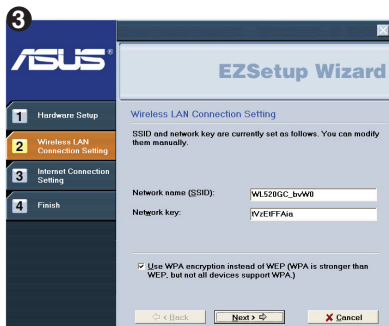 3
ASUS®
EZSetup Wizard
1 Hardware Setup
2 Wireless LAN
Connection Setting
3 Internet Connection
Setting
4 Finish
Wireless LAN Connection Setting
SSID and network key are currently set as follows. You can modify
them manually.
Network name (SSID): WL520GC_bvW0
Network key: tVzEtFFAia
Use WPA encryption instead of WEP (WPA is stronger than
WEP, but not all devices support WPA.)
< Back
Next >
Cancel